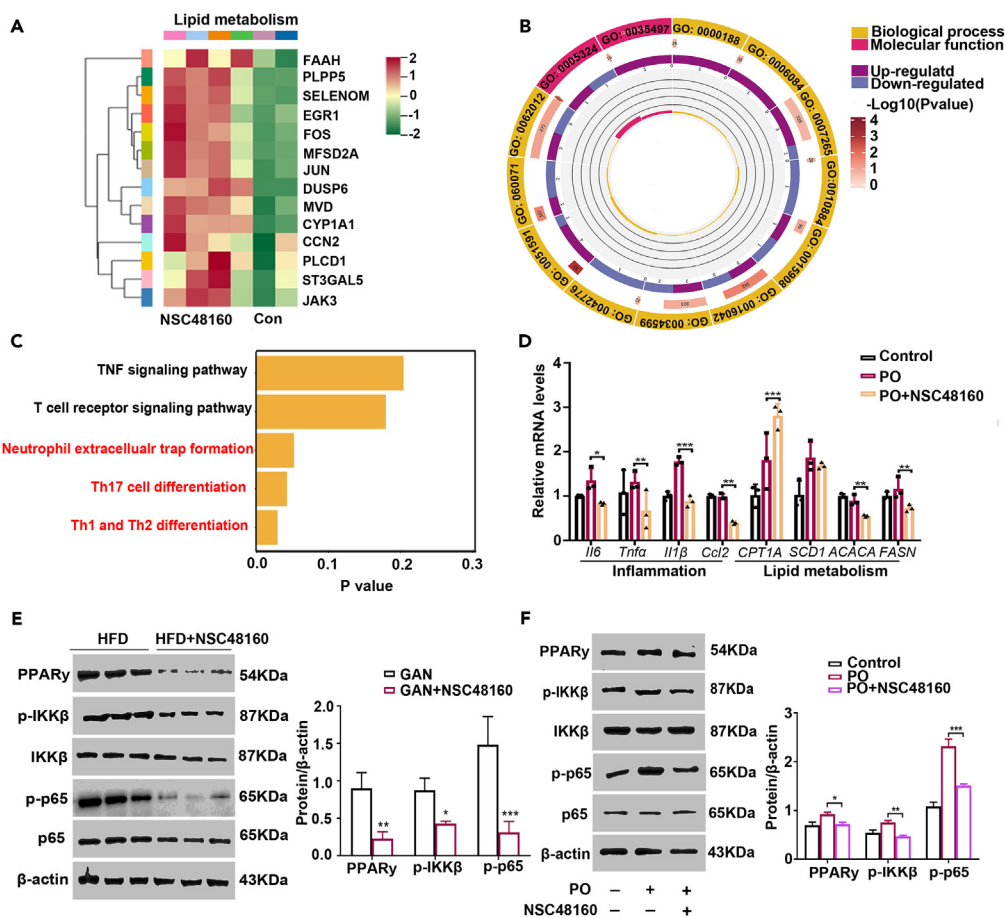 A
Lipid metabolism
FAAH
PLPP5
SELENOM
EGR1
FOS
MFSD2A
JUN
DUSP6
MVD
CYP1A1
CCN2
PLCD1
ST3GAL5
JAK3
2
1
0
-1
-2
NSC48160 Con
B
GO: 0035497
GO: 0000188
GO: 0006084
GO: 0007265
GO:0010884
GO: 0015908
GO: 0016042
GO: 0034599
GO: 0042776
GO: 0051591
GO: 060071
GO: 0062012
GO: 0005324
Biological process
Molecular function
Up-regulatd
Down-regulated
-Log10(Pvalue)
4
3
2
1
0
C
TNF signaling pathway
T cell receptor signaling pathway
Neutrophil extracellualr trap formation
Th17 cell differentiation
Th1 and Th2 differentiation
0.0 0.1 0.2 0.3
P value
D
Control
PO
PO+NSC48160
Relative mRNA levels
4
3
2
1
0
* ** *** ** *** ** **
Il6 Tnfα Il1β Ccl2 CPT1A SCD1 ACACA FASN
Inflammation Lipid metabolism
E
HFD HFD+NSC48160
PPARy 54KDa
p-IKKβ 87KDa
IKKβ 87KDa
p-p65 65KDa
p65 65KDa
β-actin 43KDa
GAN
GAN+NSC48160
Protein/β-actin
2.0
1.5
1.0
0.5
0.0
** * ***
PPARy p-IKKβ p-p65
F
PPARy 54KDa
p-IKKβ 87KDa
IKKβ 87KDa
p-p65 65KDa
p65 65KDa
β-actin 43KDa
PO − + +
NSC48160 − − +
Control
PO
PO+NSC48160
Protein/β-actin
3
2
1
0
* ** ***
PPARy p-IKKβ p-p65